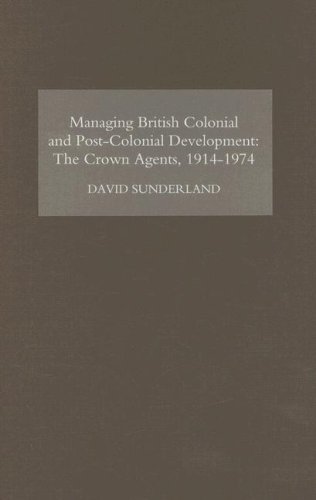 Managing British Colonial
and Post-Colonial Development:
The Crown Agents, 1914-1974
DAVID SUNDERLAND